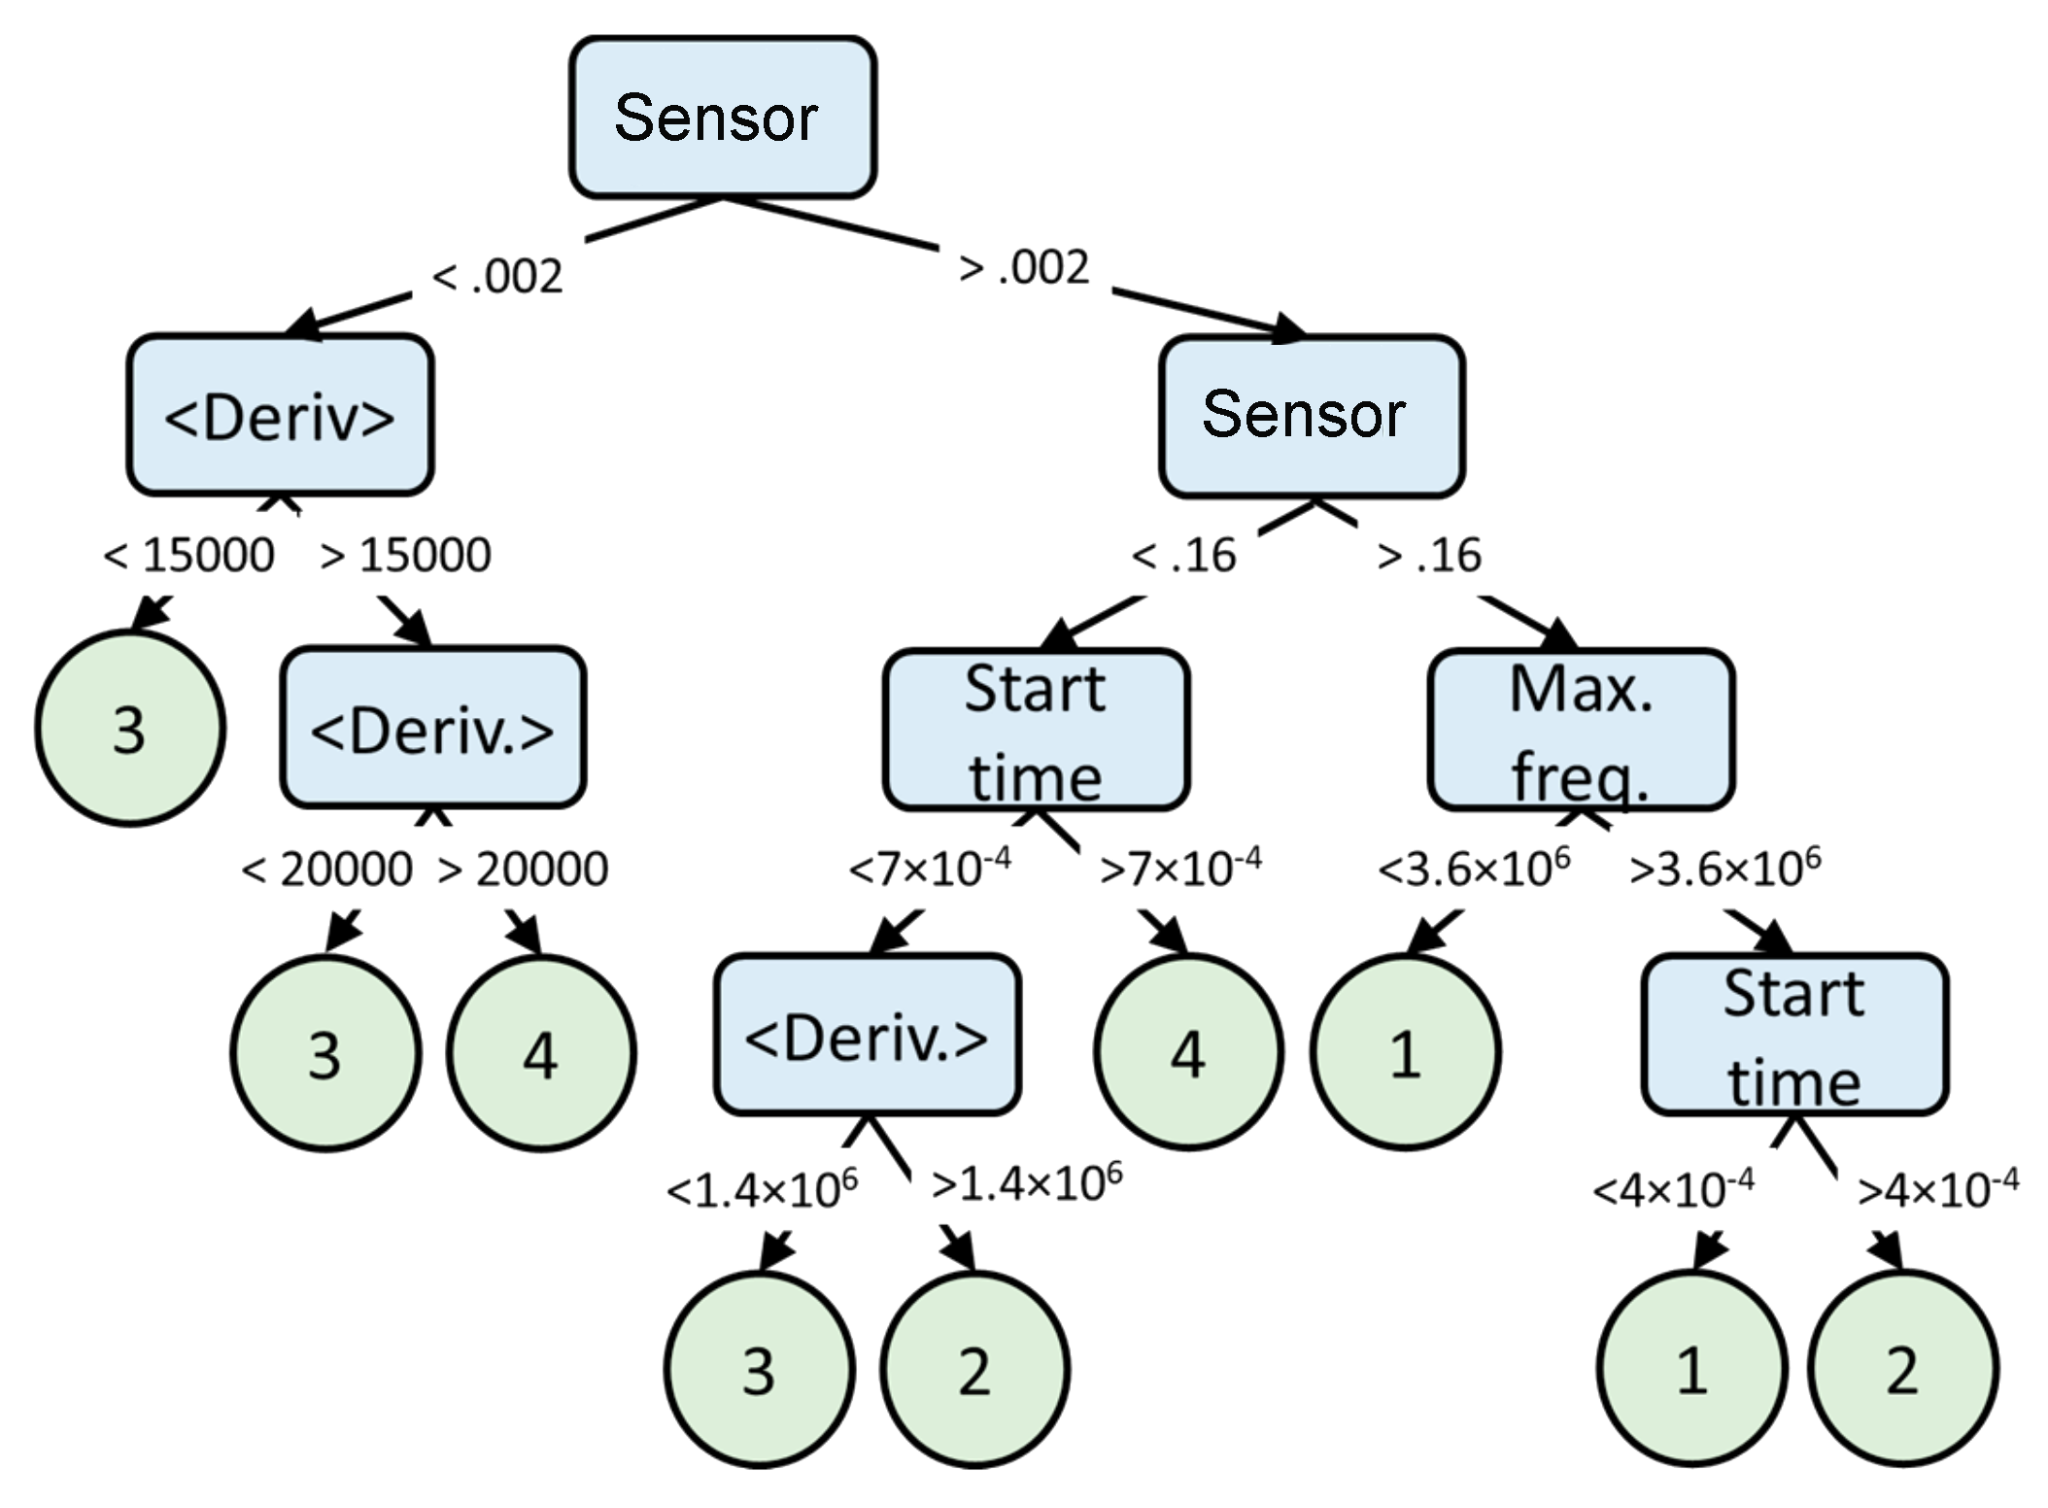 Sensor
< .002
> .002
<Deriv>
Sensor
< 15000
> 15000
< .16
> .16
3
<Deriv.>
Start
time
Max.
freq.
< 20000
> 20000
<7×10⁻⁴
>7×10⁻⁴
<3.6×10⁶
>3.6×10⁶
3
4
<Deriv.>
4
1
Start
time
<1.4×10⁶
>1.4×10⁶
<4×10⁻⁴
>4×10⁻⁴
3
2
1
2